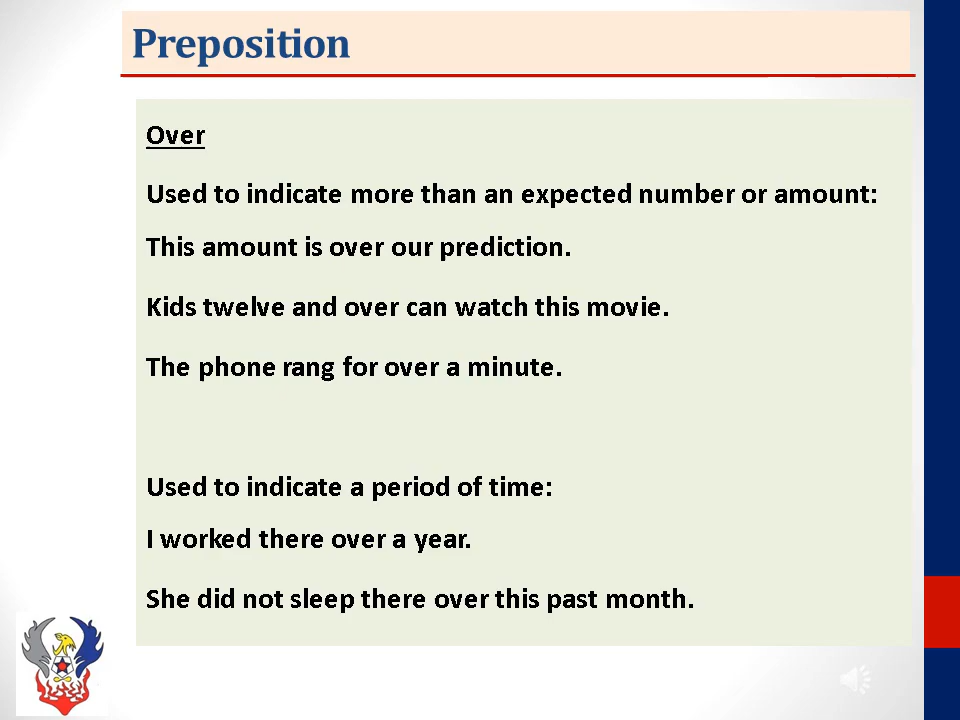 Preposition
Over
Used to indicate more than an expected number or amount:
This amount is over our prediction.
Kids twelve and over can watch this movie.
The phone rang for over a minute.
Used to indicate a period of time:
I worked there over a year.
She did not sleep there over this past month.